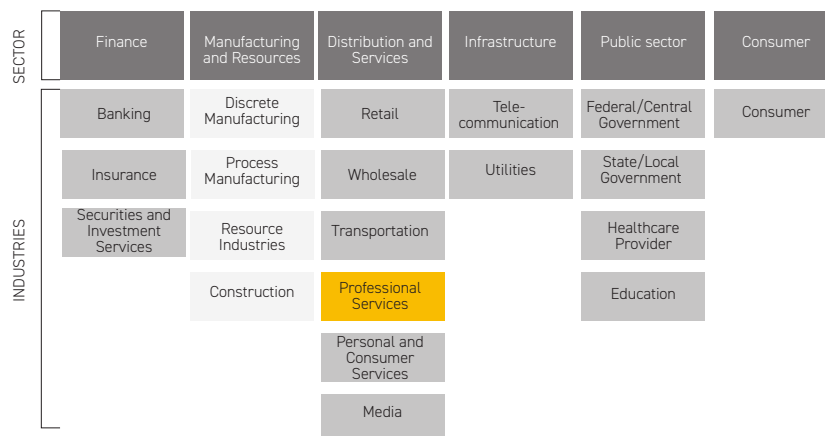 SECTOR
Finance
Manufacturing
and Resources
Distribution and
Services
Infrastructure
Public sector
Consumer
INDUSTRIES
Banking
Discrete
Manufacturing
Retail
Tele-
communication
Federal/Central
Government
Consumer
Insurance
Process
Manufacturing
Wholesale
Utilities
State/Local
Government
Securities and
Investment
Services
Resource
Industries
Transportation
Healthcare
Provider
Construction
Professional
Services
Education
Personal and
Consumer
Services
Media